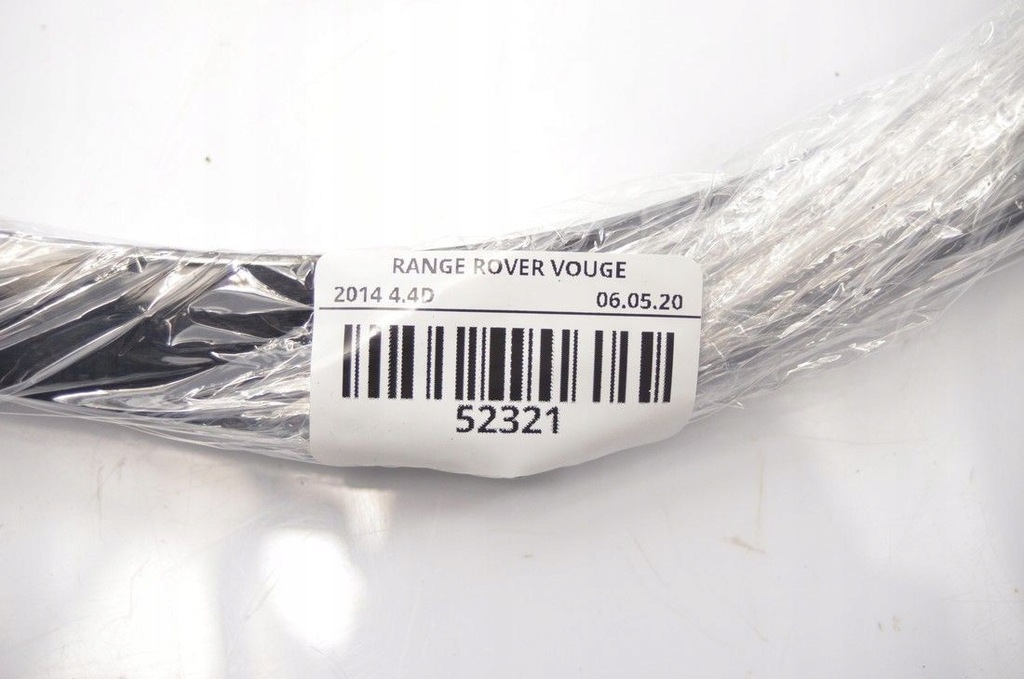 RANGE ROVER VOUGE
2014 4.4D 06.05.20
52321